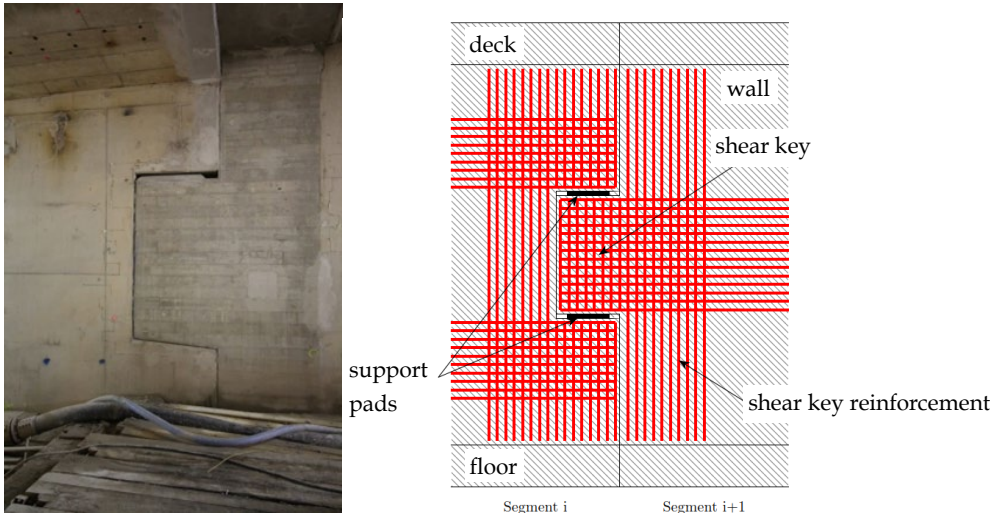 deck
wall
shear key
support
pads
shear key reinforcement
floor
Segment i
Segment i+1